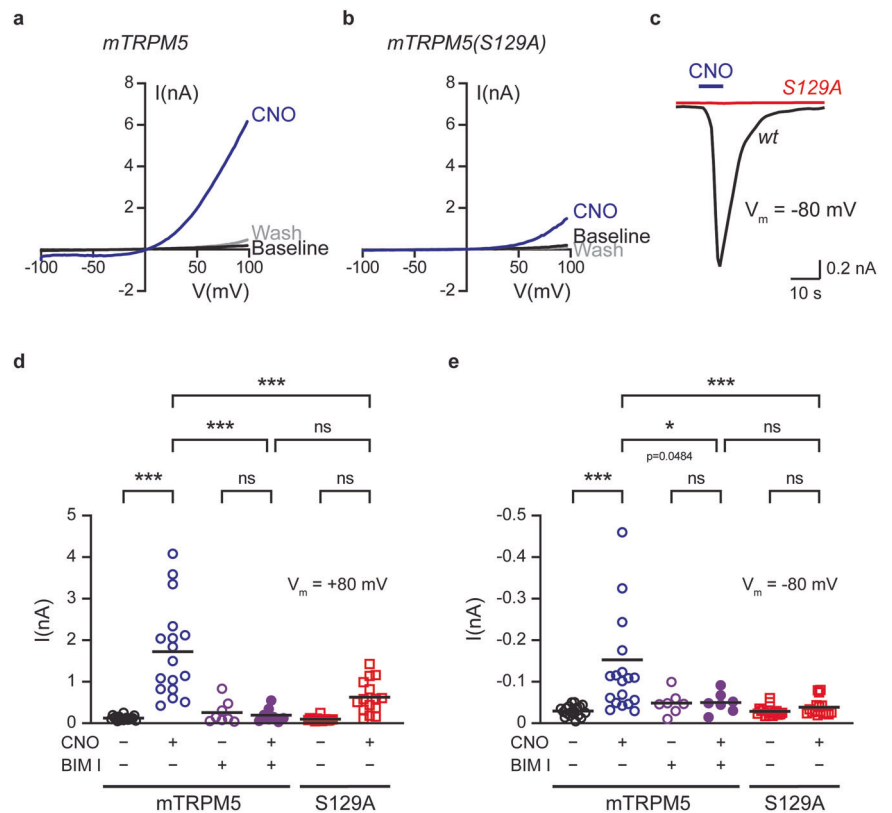 a
mTRPM5
8
I(nA)
CNO
6
4
2
Wash
Baseline
-100
-50
50
100
-2
V(mV)
b
mTRPM5(S129A)
8
I(nA)
6
4
2
CNO
Baseline
Wash
-100
-50
50
100
-2
V(mV)
c
CNO
S129A
wt
Vm = -80 mV
0.2 nA
10 s
d
***
*** ns
*** ns ns
5
4
3
2
1
0
I(nA)
Vm = +80 mV
CNO − + − + − +
BIM I − − + + − −
mTRPM5 S129A
e
***
* ns
p=0.0484
*** ns ns
-0.5
-0.4
-0.3
-0.2
-0.1
0
I(nA)
Vm = -80 mV
CNO − + − + − +
BIM I − − + + − −
mTRPM5 S129A